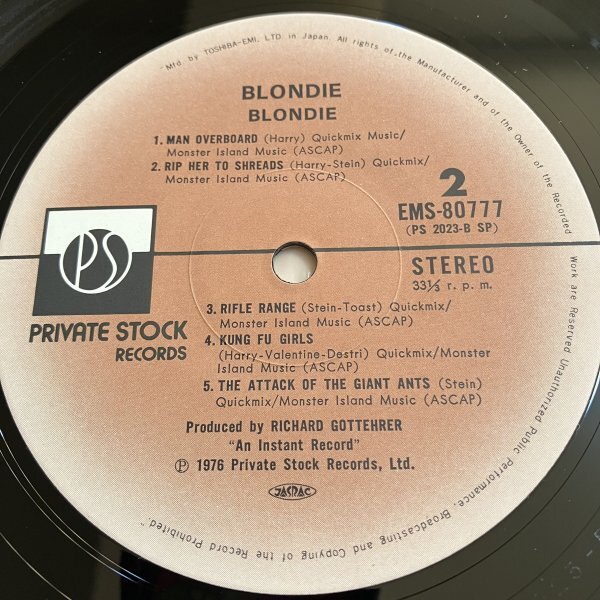 "Mfd by TOSHIBA-EMI, LTD. in Japan. All rights of the Manufacturer and of the Owner of the Recorded Work are Reserved Unauthorized Public Performance, Broadcasting and Copying of the Record Prohibited"
BLONDIE
BLONDIE
1. MAN OVERBOARD (Harry) Quickmix Music/
Monster Island Music (ASCAP)
2. RIP HER TO SHREADS (Harry-Stein) Quickmix/
Monster Island Music (ASCAP)
2
EMS-80777
(PS 2023-B SP)
PS
PRIVATE STOCK
RECORDS
STEREO
33⅓ r. p. m.
3. RIFLE RANGE (Stein-Toast) Quickmix/
Monster Island Music (ASCAP)
4. KUNG FU GIRLS
(Harry-Valentine-Destri) Quickmix/Monster
Island Music (ASCAP)
5. THE ATTACK OF THE GIANT ANTS (Stein)
Quickmix/Monster Island Music (ASCAP)
Produced by RICHARD GOTTEHRER
"An Instant Record"
Ⓟ 1976 Private Stock Records, Ltd.
JASRAC